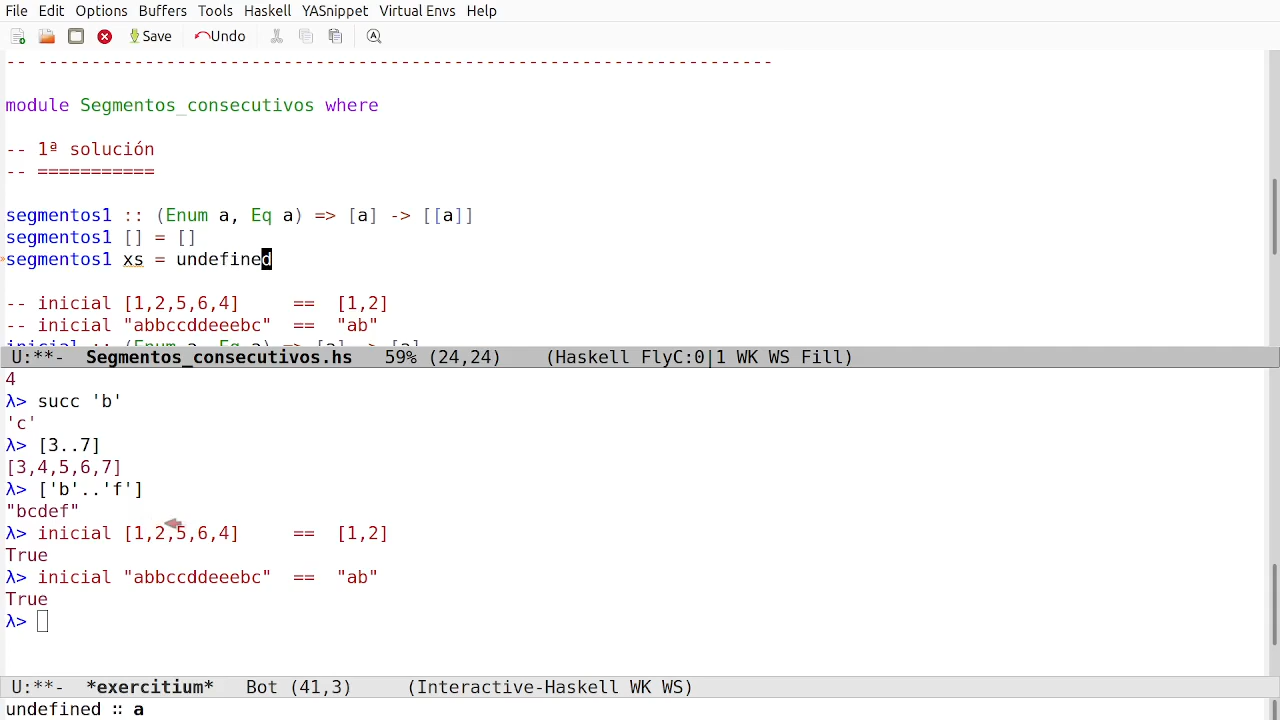 File Edit Options Buffers Tools Haskell YASnippet Virtual Envs Help
Save Undo
-- ---------------------------------------------------------------------
module Segmentos_consecutivos where
-- 1ª solución
-- ===========
segmentos1 :: (Enum a, Eq a) => [a] -> [[a]]
segmentos1 [] = []
segmentos1 xs = undefined
-- inicial [1,2,5,6,4]     ==  [1,2]
-- inicial "abbccddeeebc"  ==  "ab"
inicial :: (Enum a, Eq a) => [a] -> [a]
U:**-  Segmentos_consecutivos.hs   59% (24,24)    (Haskell FlyC:0|1 WK WS Fill)
4
λ> succ 'b'
'c'
λ> [3..7]
[3,4,5,6,7]
λ> ['b'..'f']
"bcdef"
λ> inicial [1,2,5,6,4]     ==  [1,2]
True
λ> inicial "abbccddeeebc"  ==  "ab"
True
λ>
U:**-  *exercitium*   Bot (41,3)     (Interactive-Haskell WK WS)
undefined :: a